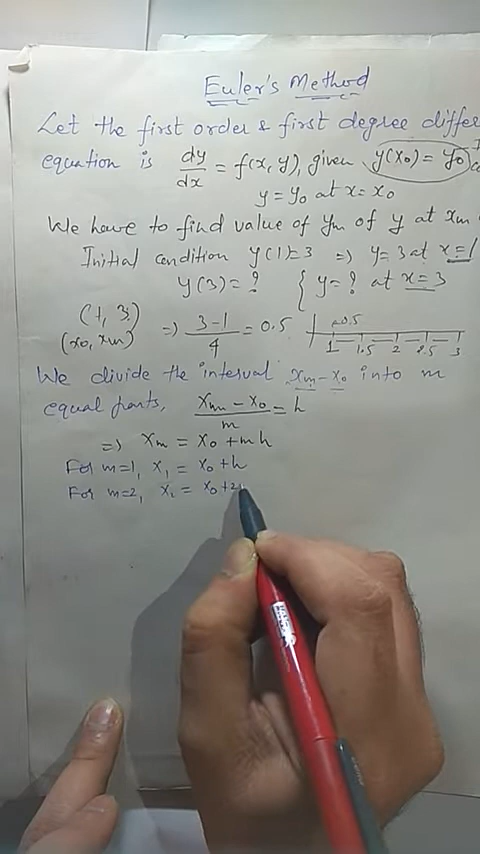 Euler's Method
Let the first order & first degree differ
equation is dy/dx = f(x, y), given y(x0) = y0
y = y0 at x = x0
We have to find value of ym of y at xm
Initial condition y(1)=3 => y = 3 at x = 1
y(3) = ? { y = ? at x = 3
(1, 3) => (3-1)/4 = 0.5
(x0, xm)
0.5
1 1.5 2 2.5 3
We divide the interval xm - x0 into m
equal parts, (xm - x0)/m = h
=> xm = x0 + mh
For m=1, x1 = x0 + h
For m=2, x2 = x0 + 2